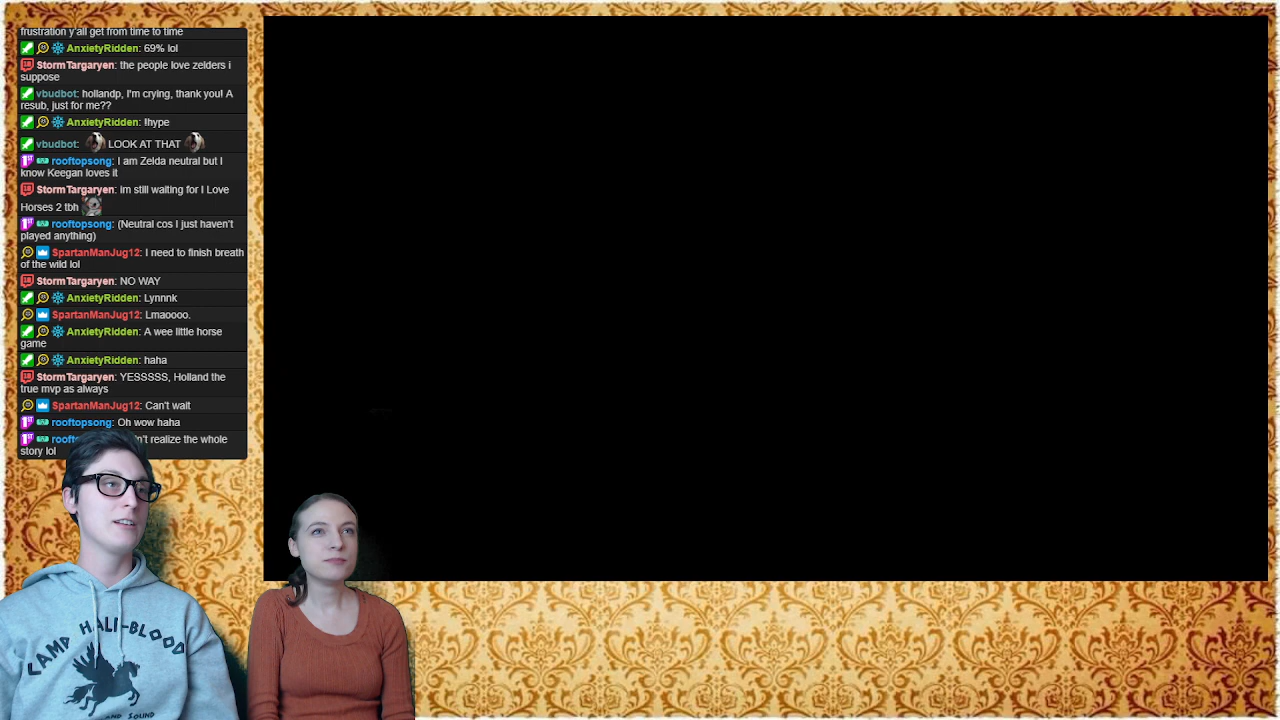 frustration y'all get from time to time
AnxietyRidden: 69% lol
StormTargaryen: the people love zelders i
suppose
vbudbot: hollandp, I'm crying, thank you! A
resub, just for me??
AnxietyRidden: !hype
vbudbot: LOOK AT THAT
rooftopsong: I am Zelda neutral but I
know Keegan loves it
StormTargaryen: im still waiting for I Love
Horses 2 tbh
rooftopsong: (Neutral cos I just haven't
played anything)
SpartanManJug12: I need to finish breath
of the wild lol
StormTargaryen: NO WAY
AnxietyRidden: Lynnnk
SpartanManJug12: Lmaoooo.
AnxietyRidden: A wee little horse
game
AnxietyRidden: haha
StormTargaryen: YESSSSS, Holland the
true mvp as always
SpartanManJug12: Can't wait
rooftopsong: Oh wow haha
rooft n't realize the whole
story lol
CAMP HALF-BLOOD
AND SOUND